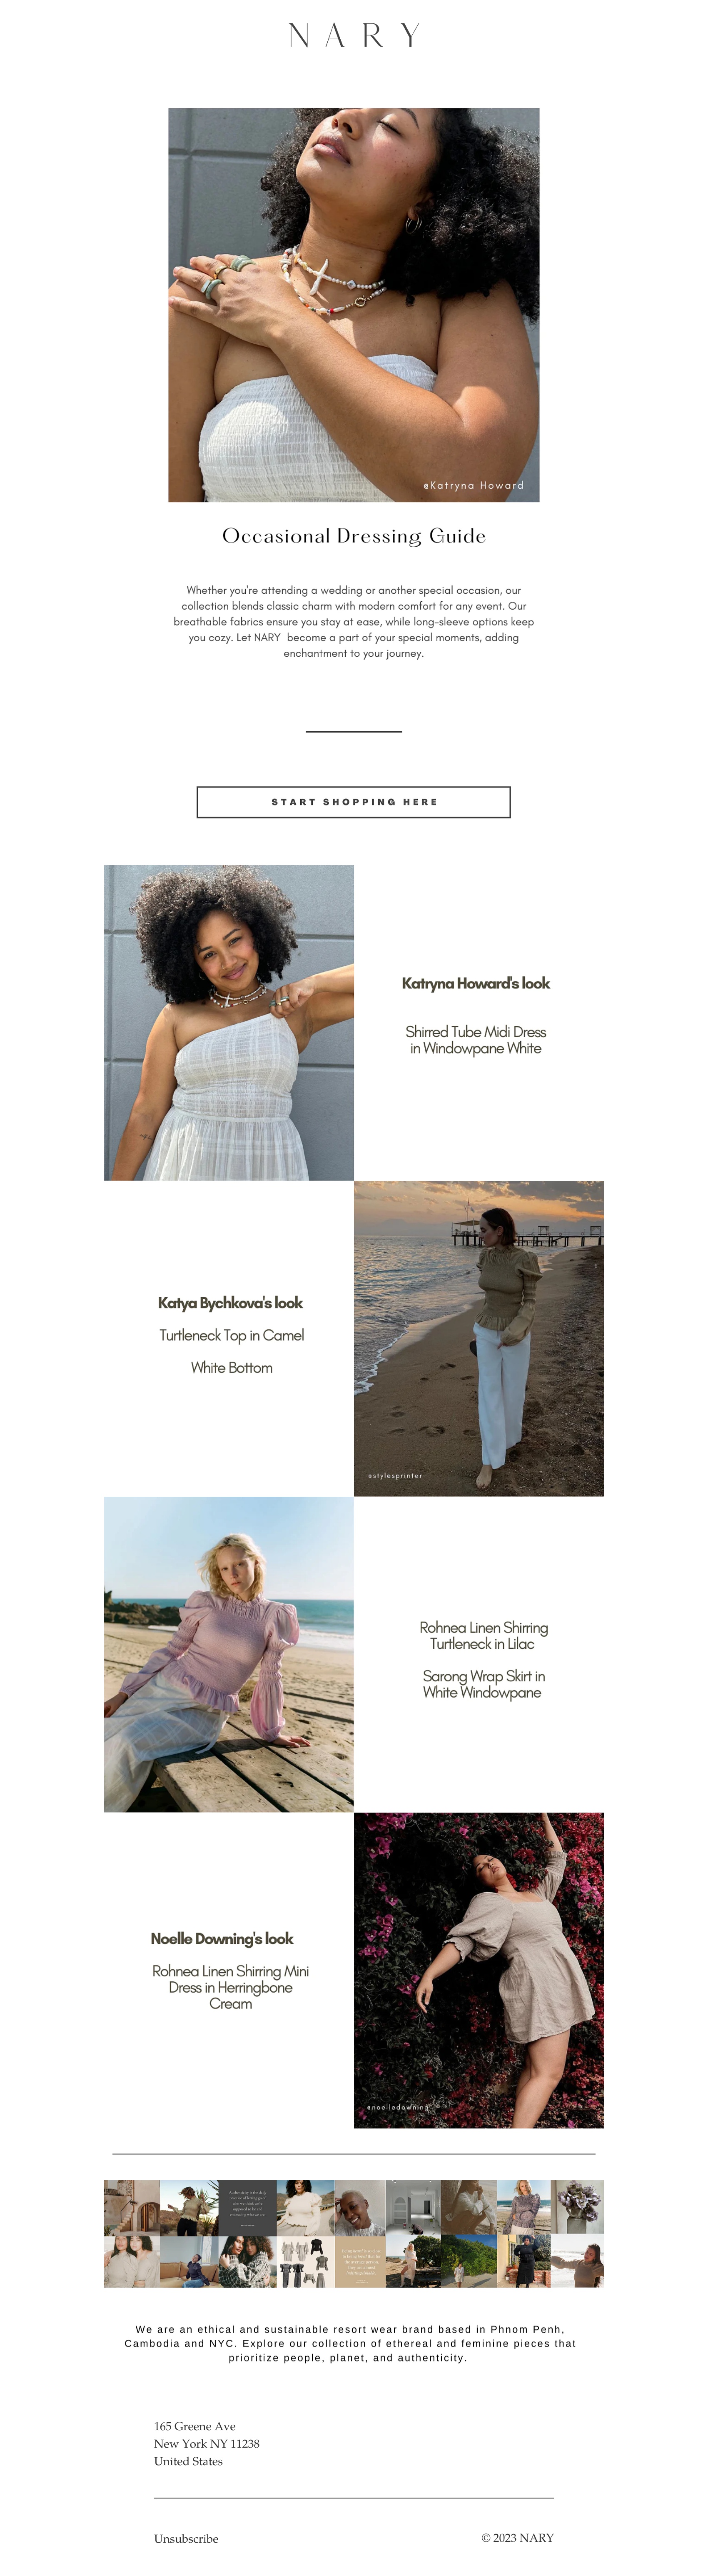 NARY
@Katryna Howard
Occasional Dressing Guide
Whether you're attending a wedding or another special occasion, our
collection blends classic charm with modern comfort for any event. Our
breathable fabrics ensure you stay at ease, while long-sleeve options keep
you cozy. Let NARY become a part of your special moments, adding
enchantment to your journey.
START SHOPPING HERE
Katryna Howard's look
Shirred Tube Midi Dress
in Windowpane White
Katya Bychkova's look
Turtleneck Top in Camel
White Bottom
@stylesprinter
Rohnea Linen Shirring
Turtleneck in Lilac
Sarong Wrap Skirt in
White Windowpane
Noelle Downing's look
Rohnea Linen Shirring Mini
Dress in Herringbone
Cream
@noelledowning
We are an ethical and sustainable resort wear brand based in Phnom Penh,
Cambodia and NYC. Explore our collection of ethereal and feminine pieces that
prioritize people, planet, and authenticity.
165 Greene Ave
New York NY 11238
United States
Unsubscribe
© 2023 NARY